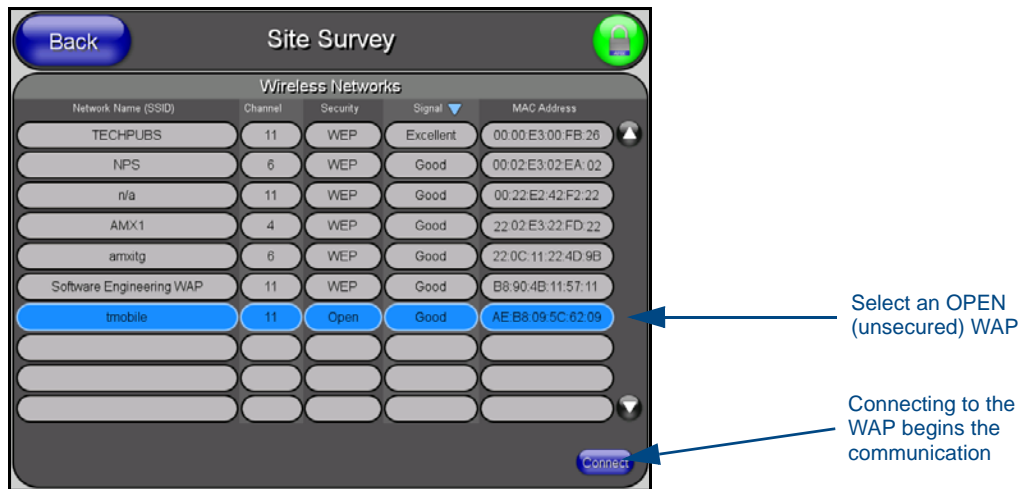 Back Site Survey
Wireless Networks
Network Name (SSID) Channel Security Signal MAC Address
TECHPUBS 11 WEP Excellent 00:00:E3:00:FB:26
NPS 6 WEP Good 00:02:E3:02:EA:02
n/a 11 WEP Good 00:22:E2:42:F2:22
AMX1 4 WEP Good 22:02:E3:22:FD:22
amxitg 6 WEP Good 22:0C:11:22:4D:9B
Software Engineering WAP 11 WEP Good B8:90:4B:11:57:11
tmobile 11 Open Good AE:B8:09:5C:62:09
Select an OPEN
(unsecured) WAP
Connecting to the
WAP begins the
communication
Connect